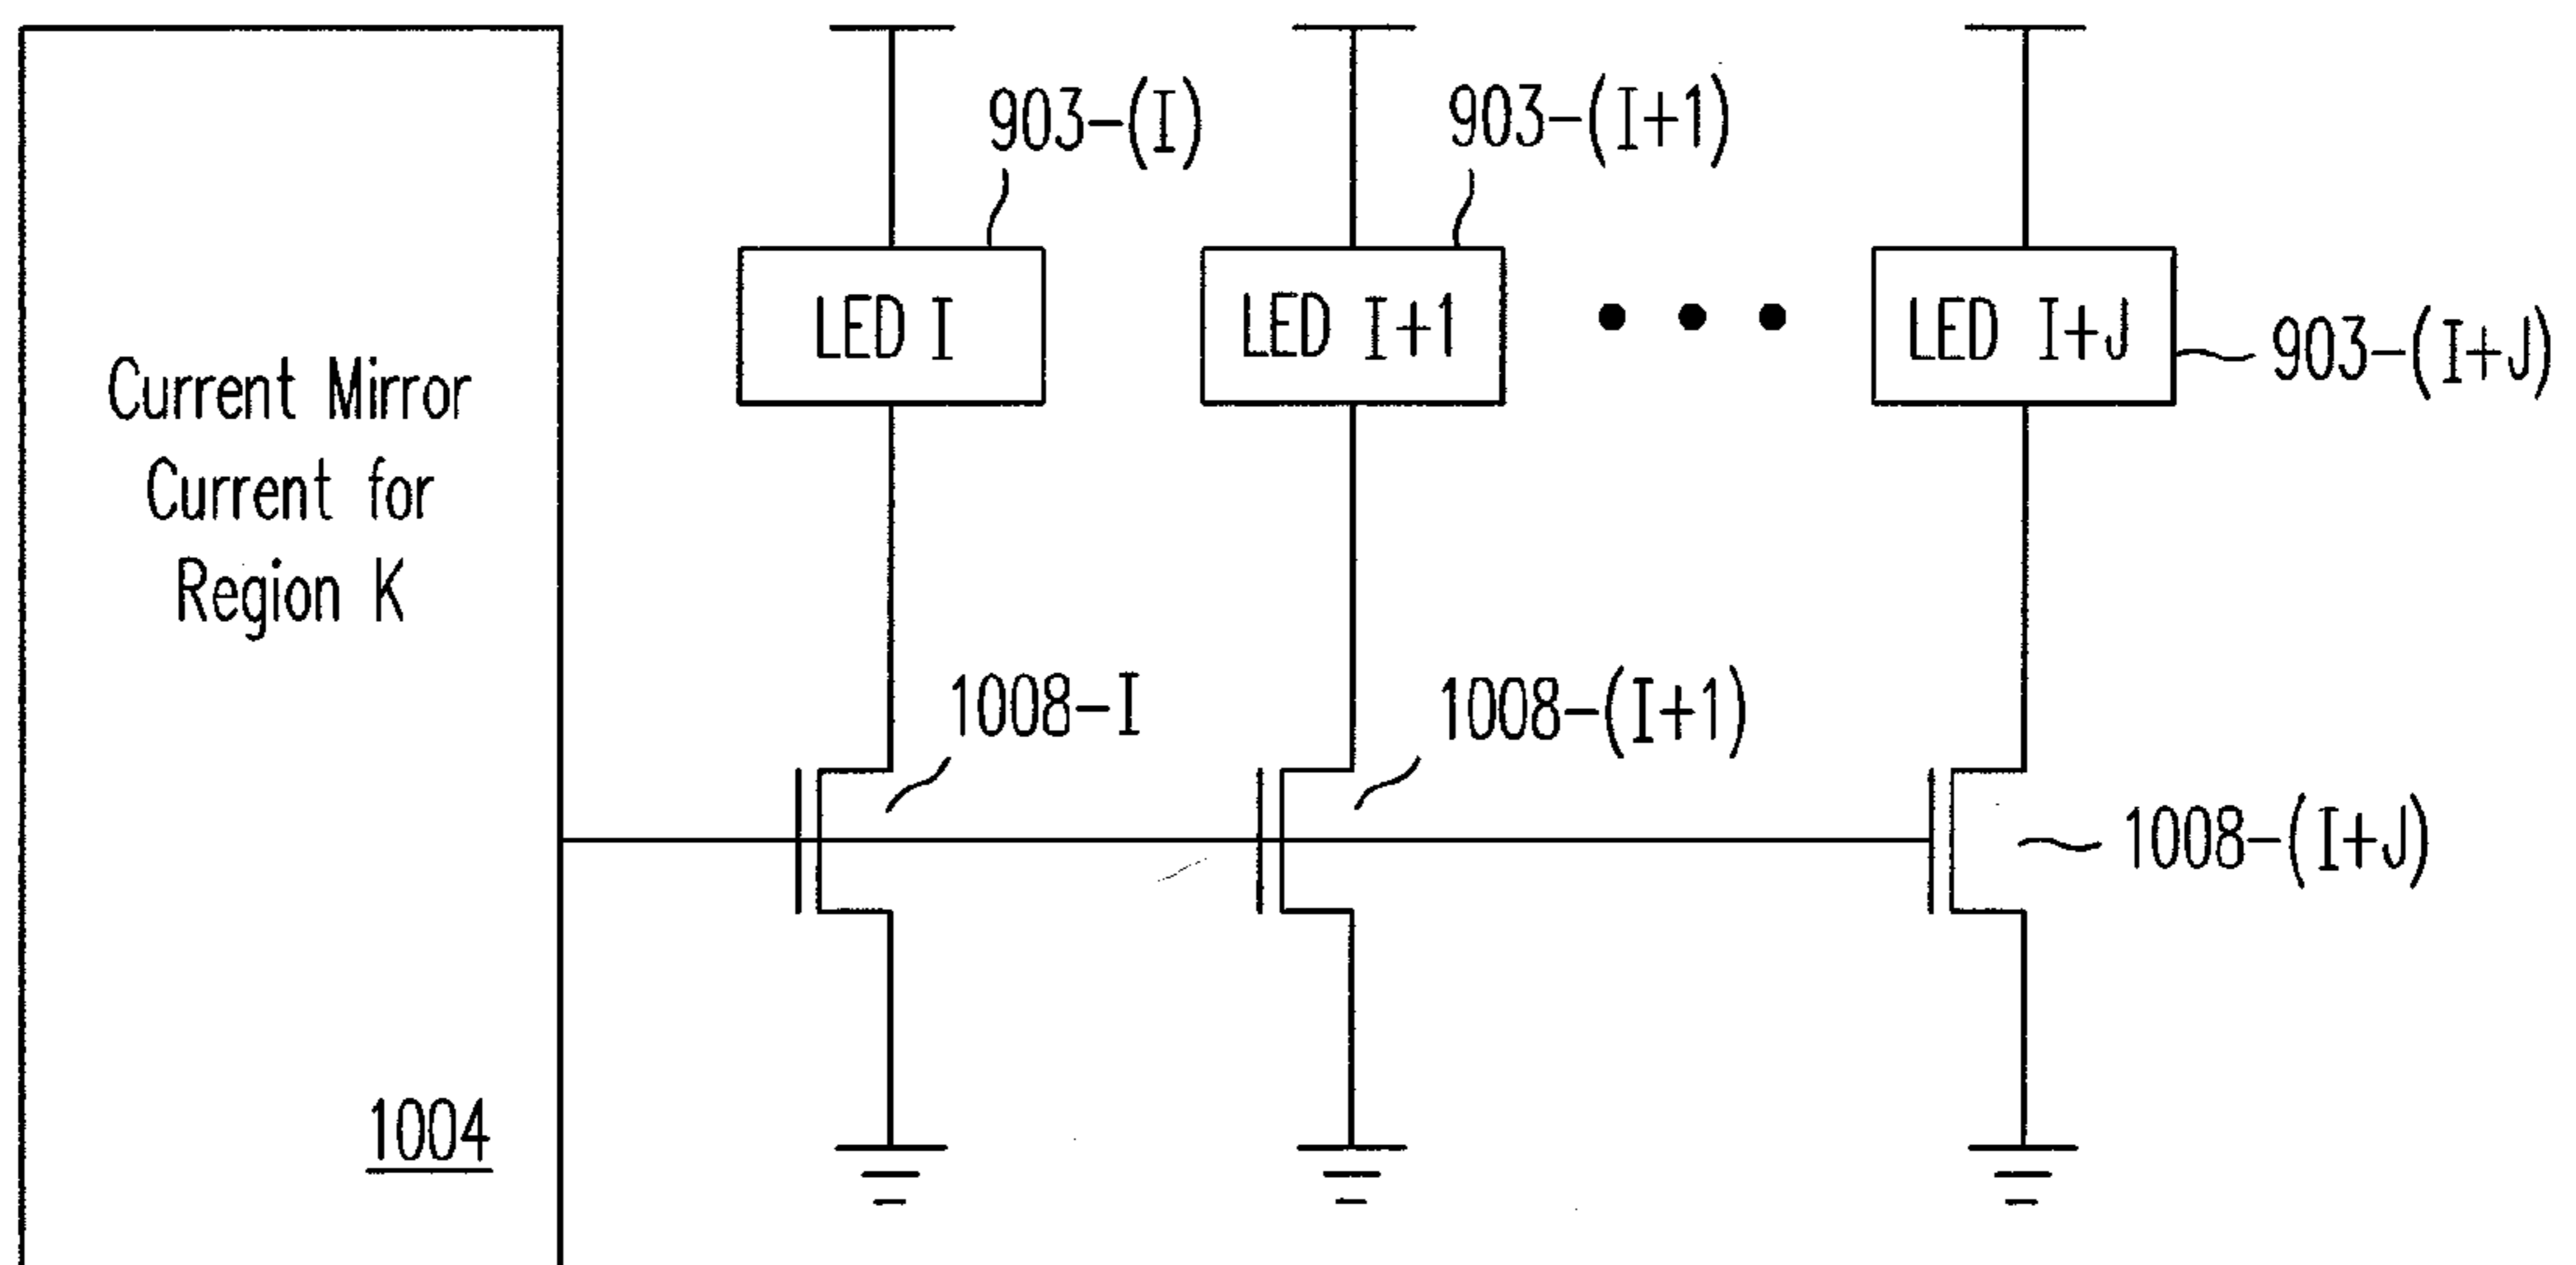 903-(I)
903-(I+1)
LED I
LED I+1
LED I+J
903-(I+J)
Current Mirror
Current for
Region K
1008-I
1008-(I+1)
1008-(I+J)
1004